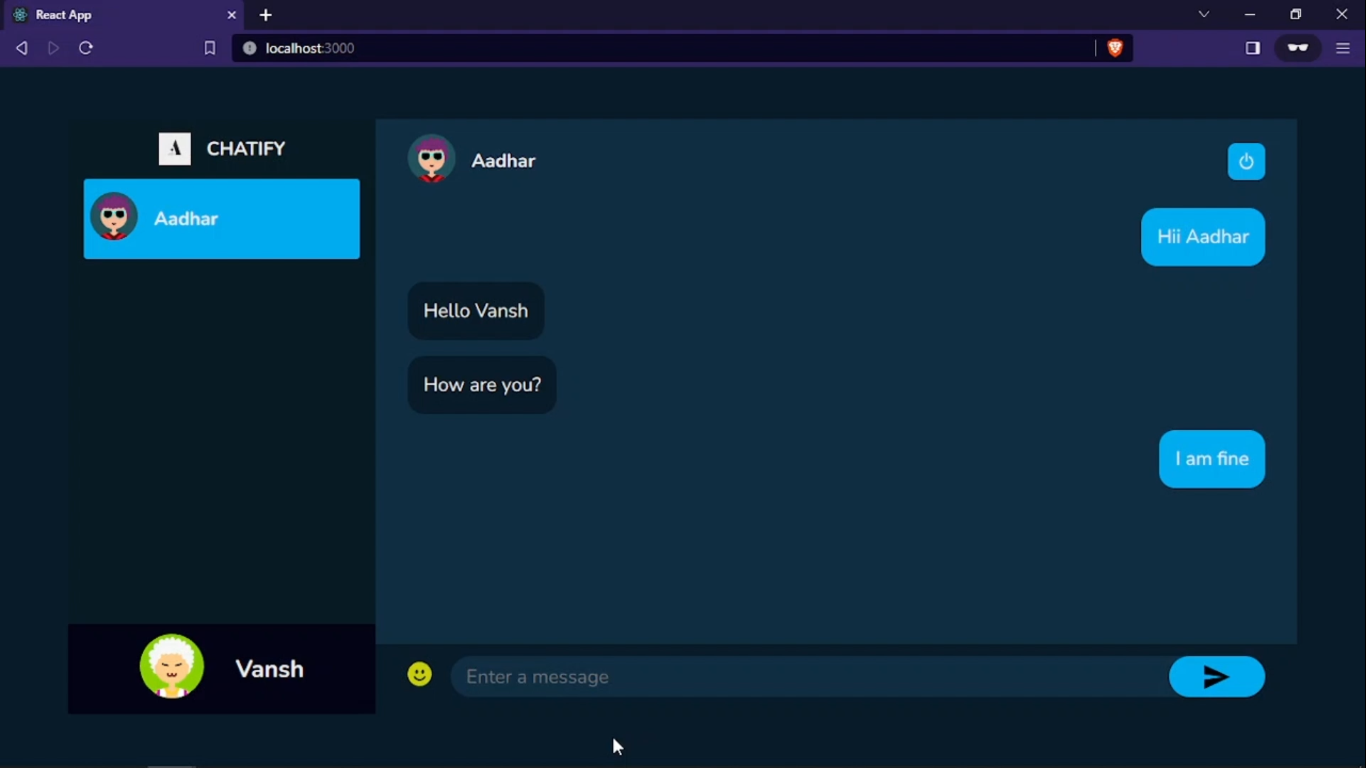 React App
localhost:3000
A CHATIFY
Aadhar
Aadhar
Hii Aadhar
Hello Vansh
How are you?
I am fine
Vansh
Enter a message